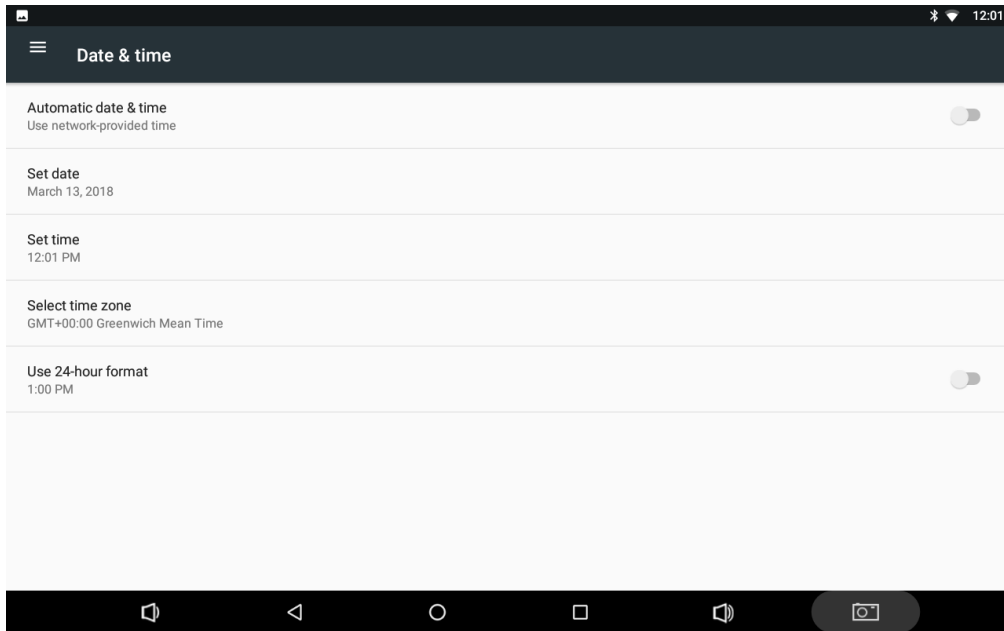 12:01
Date & time
Automatic date & time
Use network-provided time
Set date
March 13, 2018
Set time
12:01 PM
Select time zone
GMT+00:00 Greenwich Mean Time
Use 24-hour format
1:00 PM